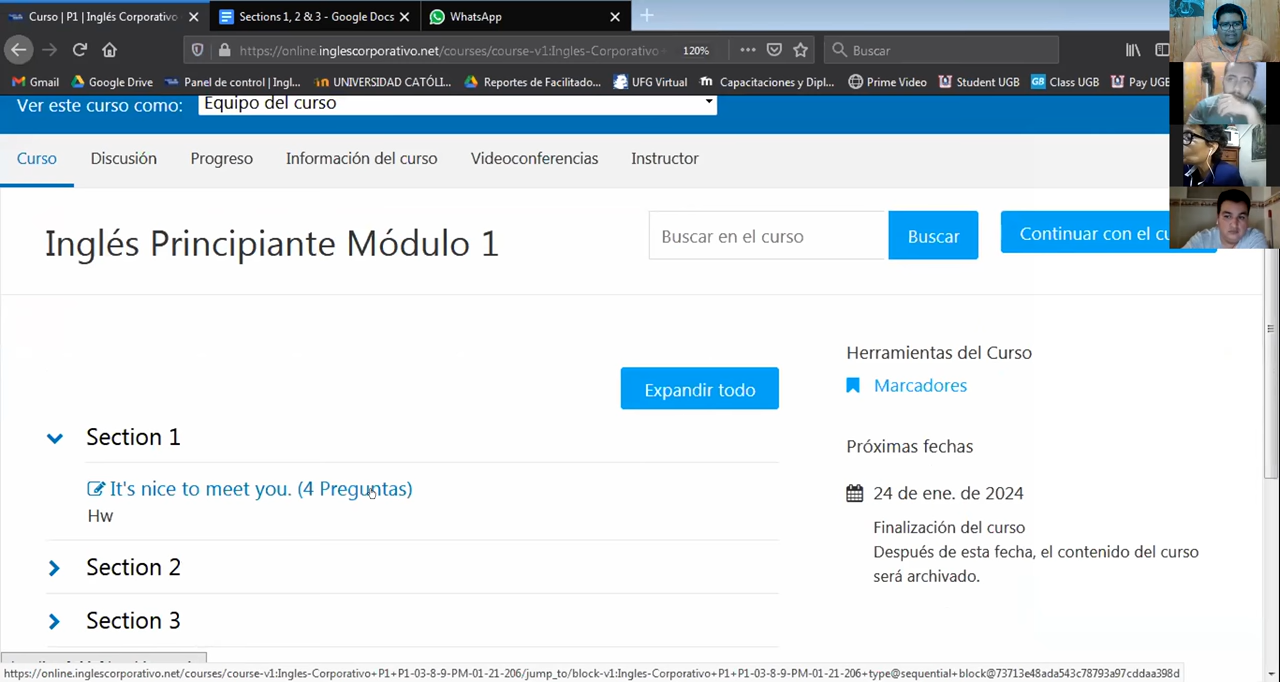 Curso | P1 | Inglés Corporativo
Sections 1, 2 & 3 - Google Docs
WhatsApp
https://online.inglescorporativo.net/courses/course-v1:Ingles-Corporativo
120%
Buscar
Gmail
Google Drive
Panel de control | Ingl...
UNIVERSIDAD CATÓLI...
Reportes de Facilitado...
UFG Virtual
Capacitaciones y Dipl...
Prime Video
Student UGB
Class UGB
Pay UGB
Ver este curso como:
Equipo del curso
Curso
Discusión
Progreso
Información del curso
Videoconferencias
Instructor
Inglés Principiante Módulo 1
Buscar en el curso
Buscar
Continuar con el cu
Expandir todo
Herramientas del Curso
Marcadores
Section 1
It's nice to meet you. (4 Preguntas)
Hw
Section 2
Section 3
Próximas fechas
24 de ene. de 2024
Finalización del curso
Después de esta fecha, el contenido del curso
será archivado.
https://online.inglescorporativo.net/courses/course-v1:Ingles-Corporativo+P1+P1-03-8-9-PM-01-21-206/jump_to/block-v1:Ingles-Corporativo+P1+P1-03-8-9-PM-01-21-206+type@sequential+block@73713e48ada543c78793a97cddaa398d